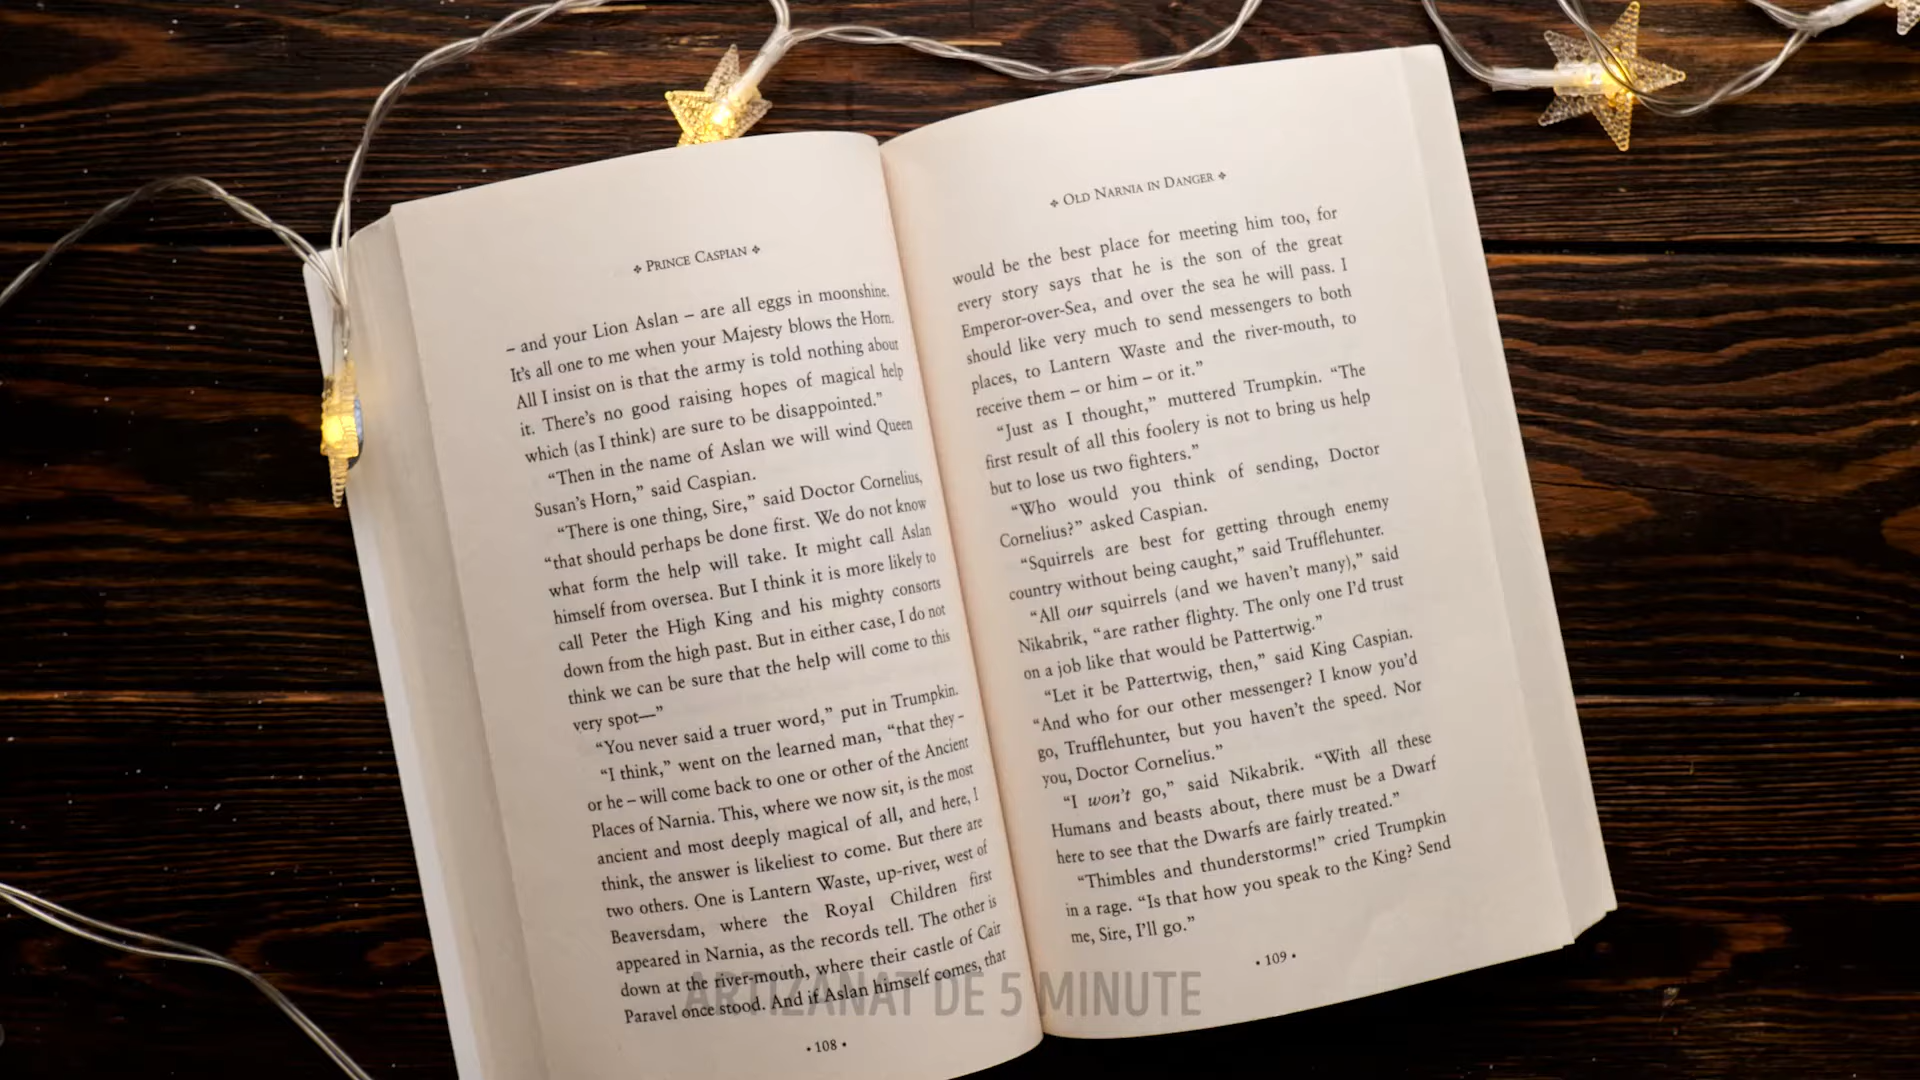 ❖ PRINCE CASPIAN ❖
– and your Lion Aslan – are all eggs in moonshine.
It’s all one to me when your Majesty blows the Horn.
All I insist on is that the army is told nothing about
it. There’s no good raising hopes of magical help
which (as I think) are sure to be disappointed.”
“Then in the name of Aslan we will wind Queen
Susan’s Horn,” said Caspian.
“There is one thing, Sire,” said Doctor Cornelius,
“that should perhaps be done first. We do not know
what form the help will take. It might call Aslan
himself from oversea. But I think it is more likely to
call Peter the High King and his mighty consorts
down from the high past. But in either case, I do not
think we can be sure that the help will come to this
very spot—”
“You never said a truer word,” put in Trumpkin.
“I think,” went on the learned man, “that they –
or he – will come back to one or other of the Ancient
Places of Narnia. This, where we now sit, is the most
ancient and most deeply magical of all, and here, I
think, the answer is likeliest to come. But there are
two others. One is Lantern Waste, up-river, west of
Beaversdam, where the Royal Children first
appeared in Narnia, as the records tell. The other is
down at the river-mouth, where their castle of Cair
Paravel once stood. And if Aslan himself comes, that
• 108 •
❖ OLD NARNIA IN DANGER ❖
would be the best place for meeting him too, for
every story says that he is the son of the great
Emperor-over-Sea, and over the sea he will pass. I
should like very much to send messengers to both
places, to Lantern Waste and the river-mouth, to
receive them – or him – or it.”
“Just as I thought,” muttered Trumpkin. “The
first result of all this foolery is not to bring us help
but to lose us two fighters.”
“Who would you think of sending, Doctor
Cornelius?” asked Caspian.
“Squirrels are best for getting through enemy
country without being caught,” said Trufflehunter.
“All our squirrels (and we haven’t many),” said
Nikabrik, “are rather flighty. The only one I’d trust
on a job like that would be Pattertwig.”
“Let it be Pattertwig, then,” said King Caspian.
“And who for our other messenger? I know you’d
go, Trufflehunter, but you haven’t the speed. Nor
you, Doctor Cornelius.”
“I won’t go,” said Nikabrik. “With all these
Humans and beasts about, there must be a Dwarf
here to see that the Dwarfs are fairly treated.”
“Thimbles and thunderstorms!” cried Trumpkin
in a rage. “Is that how you speak to the King? Send
me, Sire, I’ll go.”
• 109 •
ARTIZANAT DE 5 MINUTE